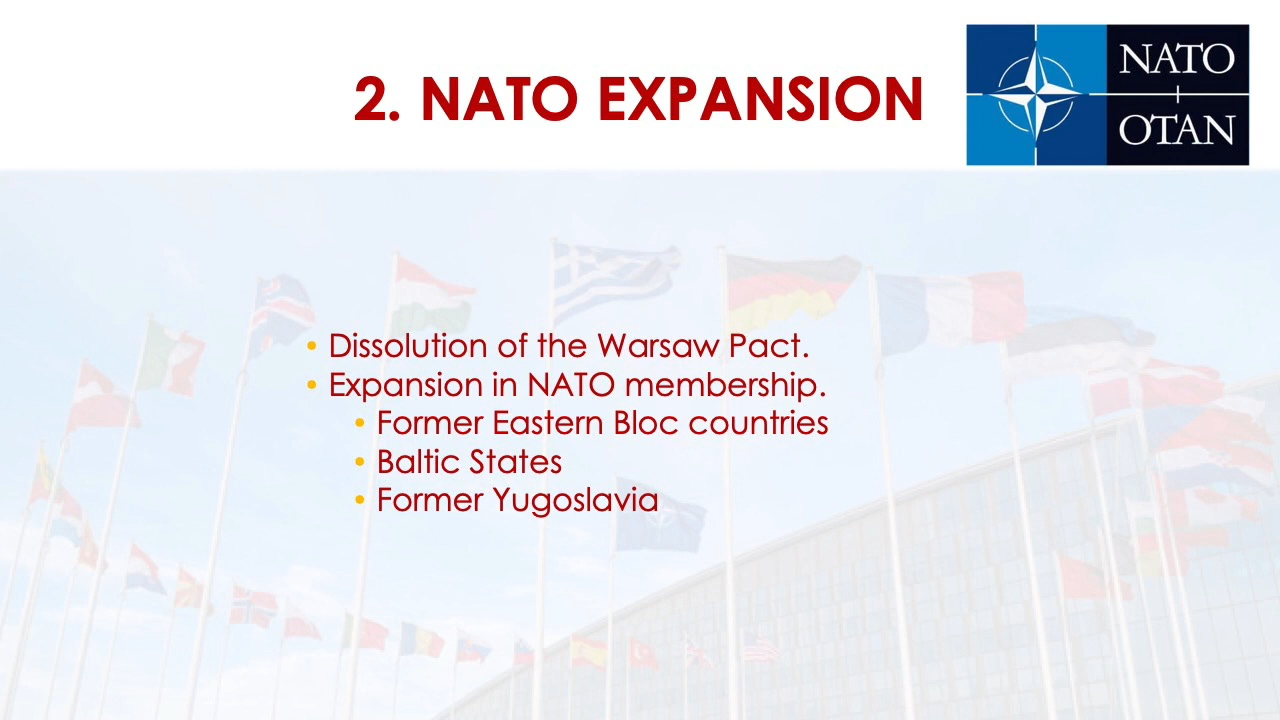 2. NATO EXPANSION
NATO
OTAN
• Dissolution of the Warsaw Pact.
• Expansion in NATO membership.
• Former Eastern Bloc countries
• Baltic States
• Former Yugoslavia